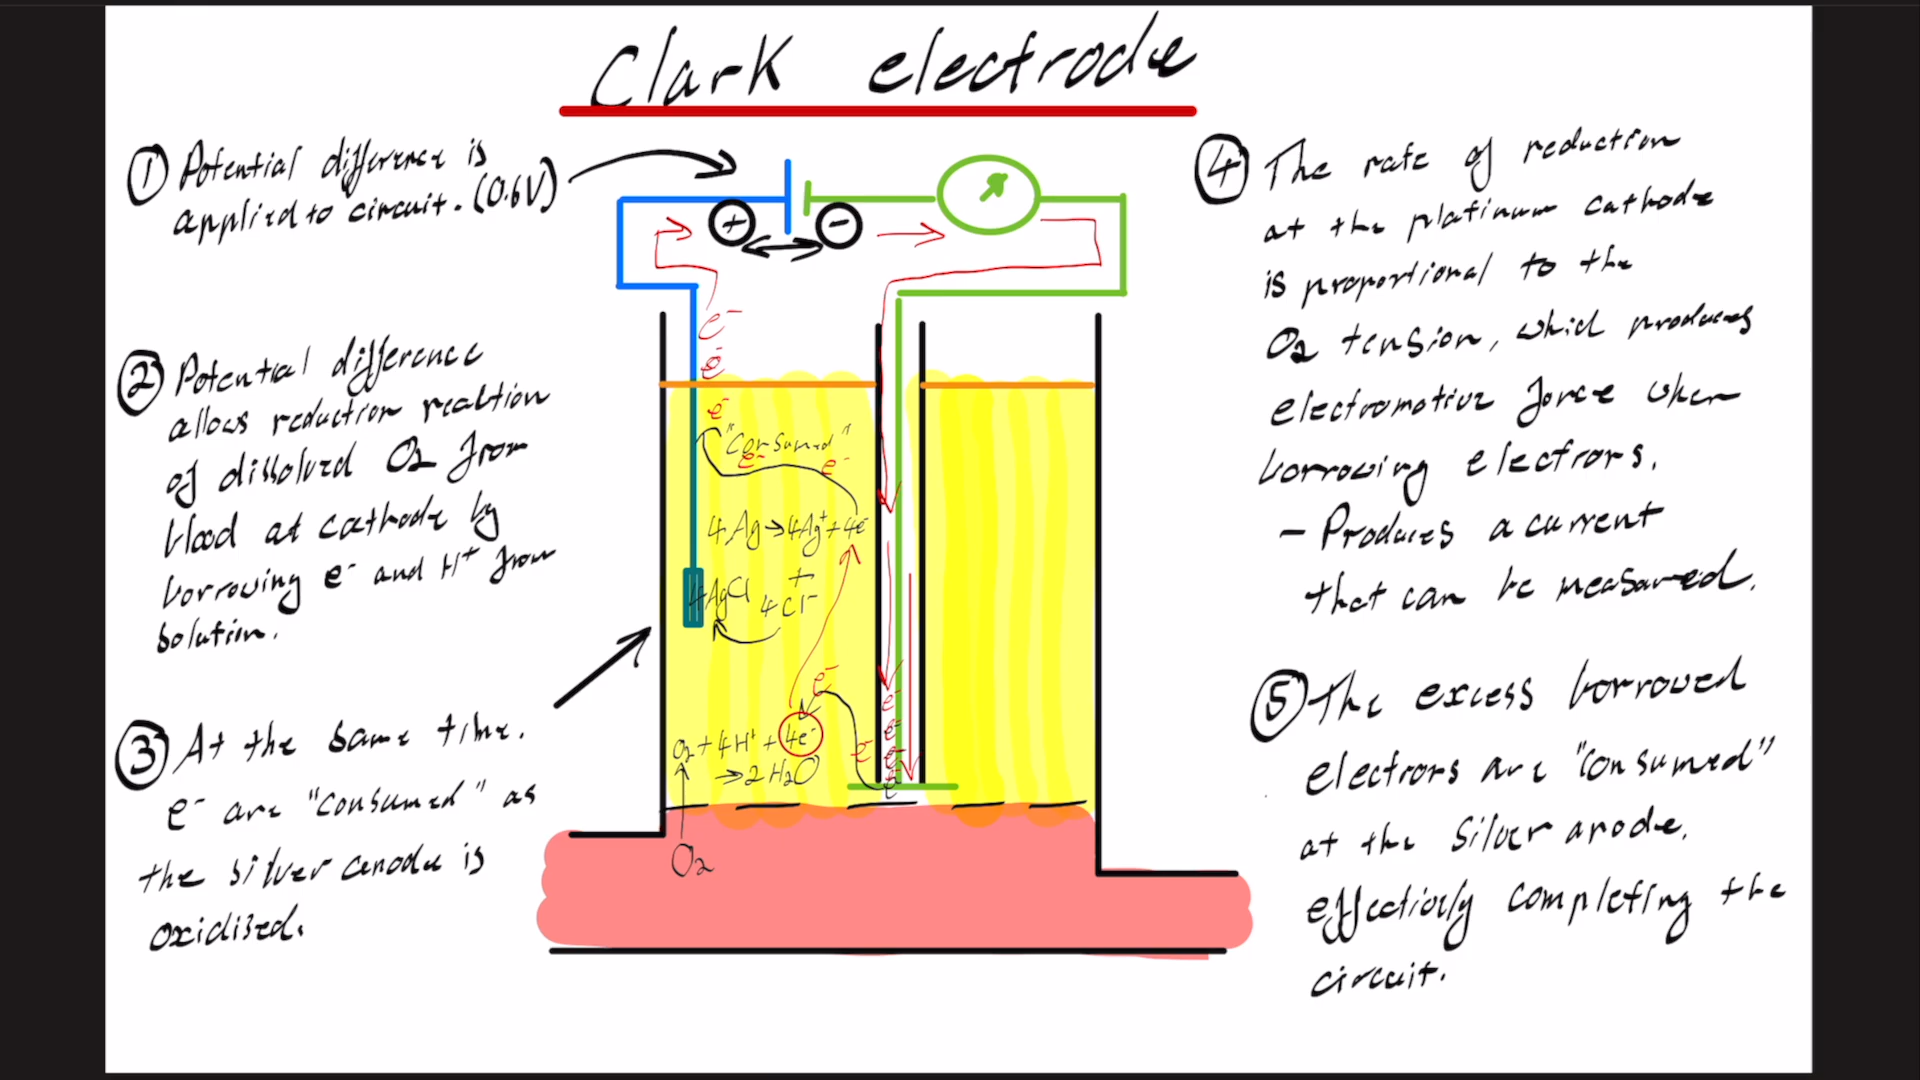 Clark electrode
① Potential difference is
applied to circuit. (0.6V)
+
-
② Potential difference
allows reduction reaction
of dissolved O₂ from
blood at cathode by
borrowing e⁻ and H⁺ from
solution.
③ At the same time.
e⁻ are "consumed" as
the silver anode is
oxidised.
e⁻
e⁻
e⁻
"Consumed"
e⁻
e⁻
4Ag → 4Ag⁺ + 4e⁻
+
4AgCl 4Cl⁻
e⁻
O₂ + 4H⁺ + 4e⁻
→ 2H₂O
e⁻
e⁻
e⁻
e⁻
e⁻
O₂
④ The rate of reduction
at the platinum cathode
is proportional to the
O₂ tension, which produces
electromotive force when
borrowing electrons.
- Produces a current
that can be measured.
⑤ The excess borrowed
electrons are "consumed"
at the silver anode.
effectively completing the
circuit.